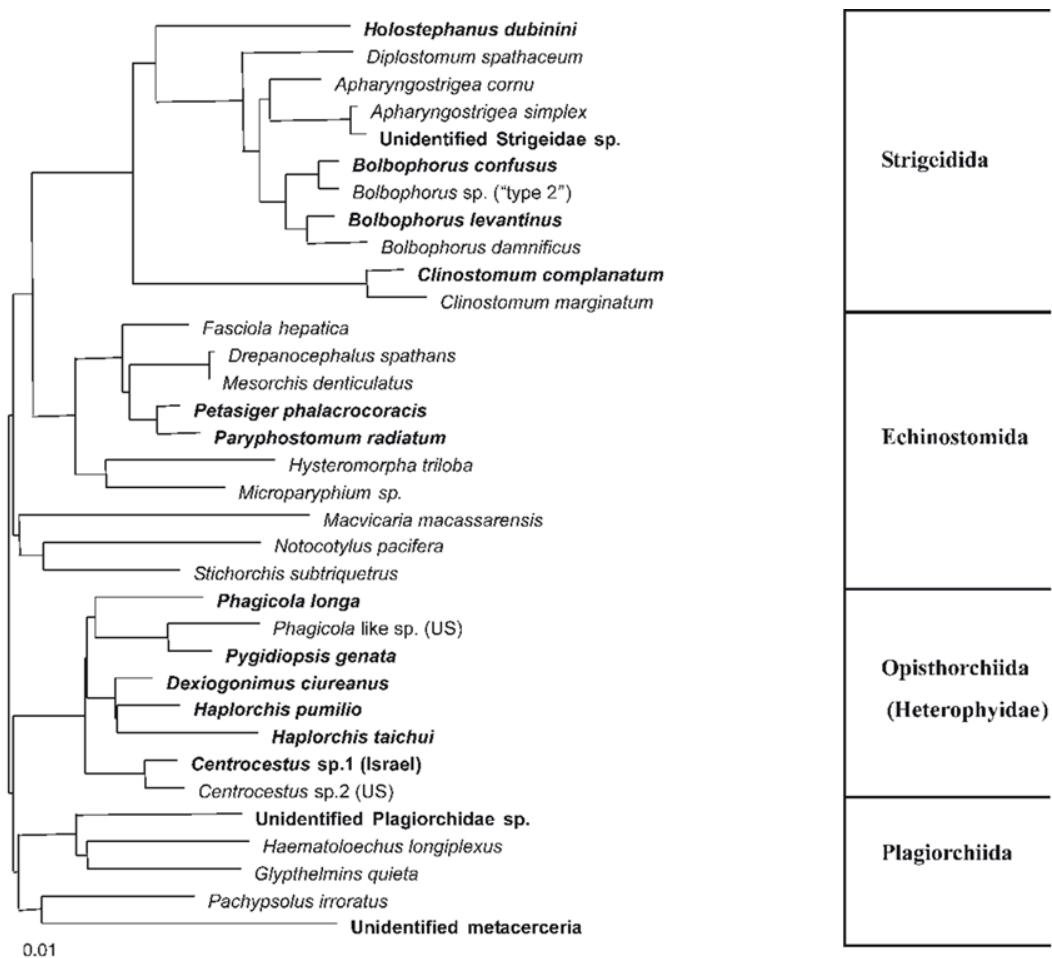 Holostephanus dubinini
Diplostomum spathaceum
Apharyngostrigea cornu
Apharyngostrigea simplex
Unidentified Strigeidae sp.
Bolbophorus confusus
Bolbophorus sp. ("type 2")
Bolbophorus levantinus
Bolbophorus damnificus
Clinostomum complanatum
Clinostomum marginatum
Strigeidida
Fasciola hepatica
Drepanocephalus spathans
Mesorchis denticulatus
Petasiger phalacrocoracis
Paryphostomum radiatum
Hysteromorpha triloba
Microparyphium sp.
Macvicaria macassarensis
Notocotylus pacifera
Stichorchis subtriquetrus
Echinostomida
Phagicola longa
Phagicola like sp. (US)
Pygidiopsis genata
Dexiogonimus ciureanus
Haplorchis pumilio
Haplorchis taichui
Centrocestus sp.1 (Israel)
Centrocestus sp.2 (US)
Opisthorchiida
(Heterophyidae)
Unidentified Plagiorchidae sp.
Haematoloechus longiplexus
Glypthelmins quieta
Pachypsolus irroratus
Unidentified metacerceria
Plagiorchiida
0.01